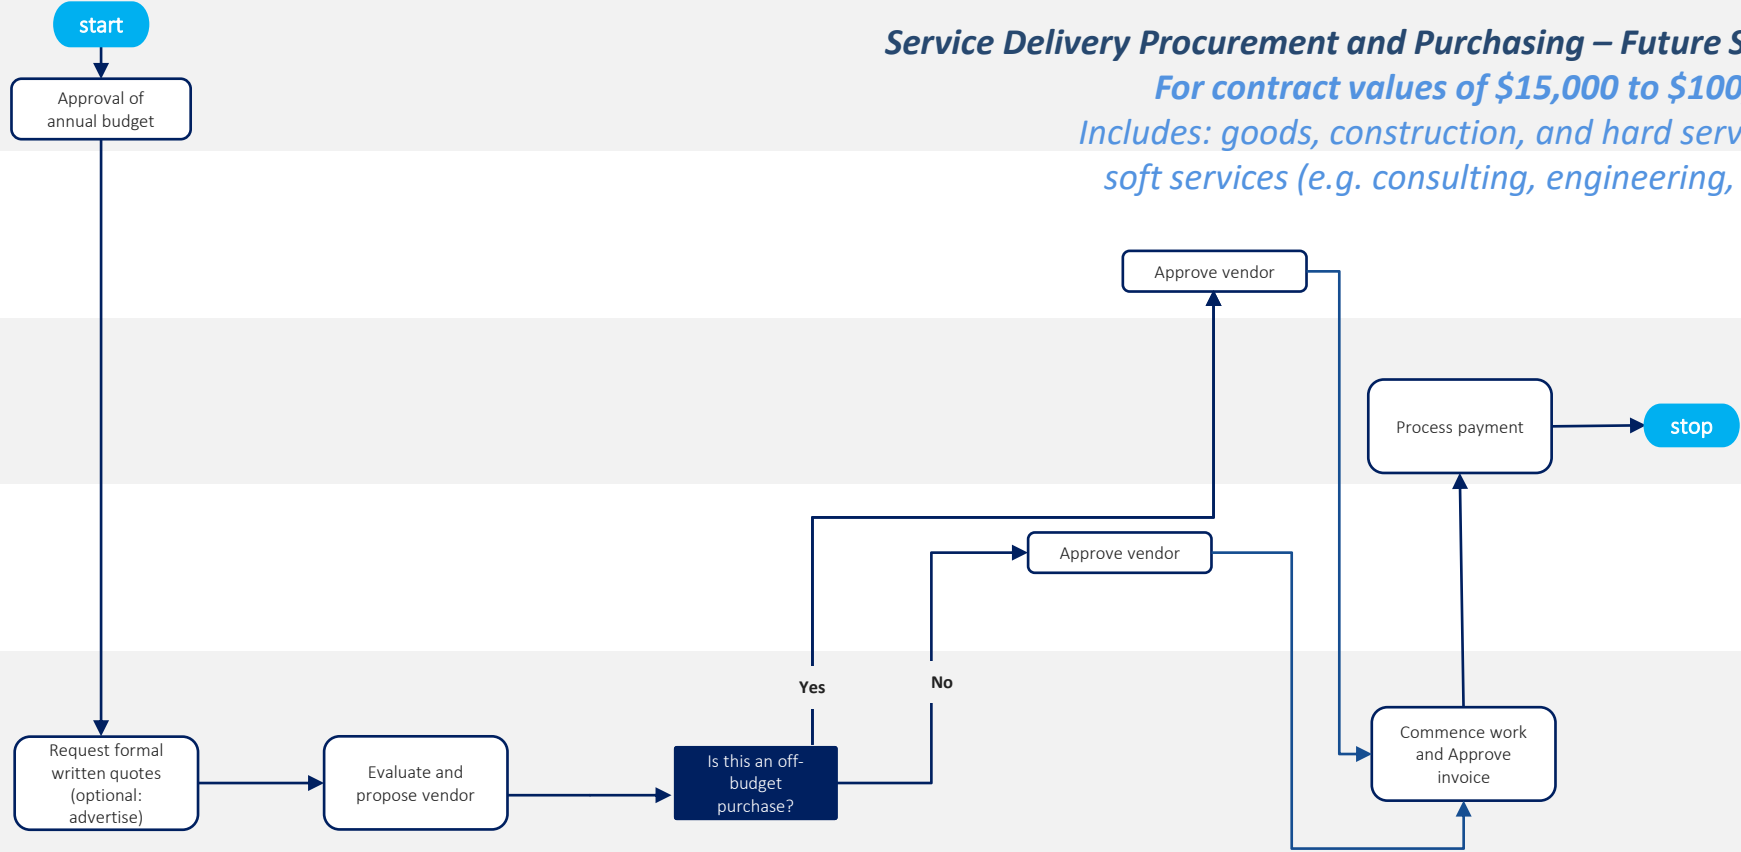 start
Service Delivery Procurement and Purchasing – Future S
For contract values of $15,000 to $100
Includes: goods, construction, and hard serv
soft services (e.g. consulting, engineering,
Approval of
annual budget
Approve vendor
Process payment
stop
Approve vendor
Yes
No
Request formal
written quotes
(optional:
advertise)
Evaluate and
propose vendor
Is this an off-
budget
purchase?
Commence work
and Approve
invoice